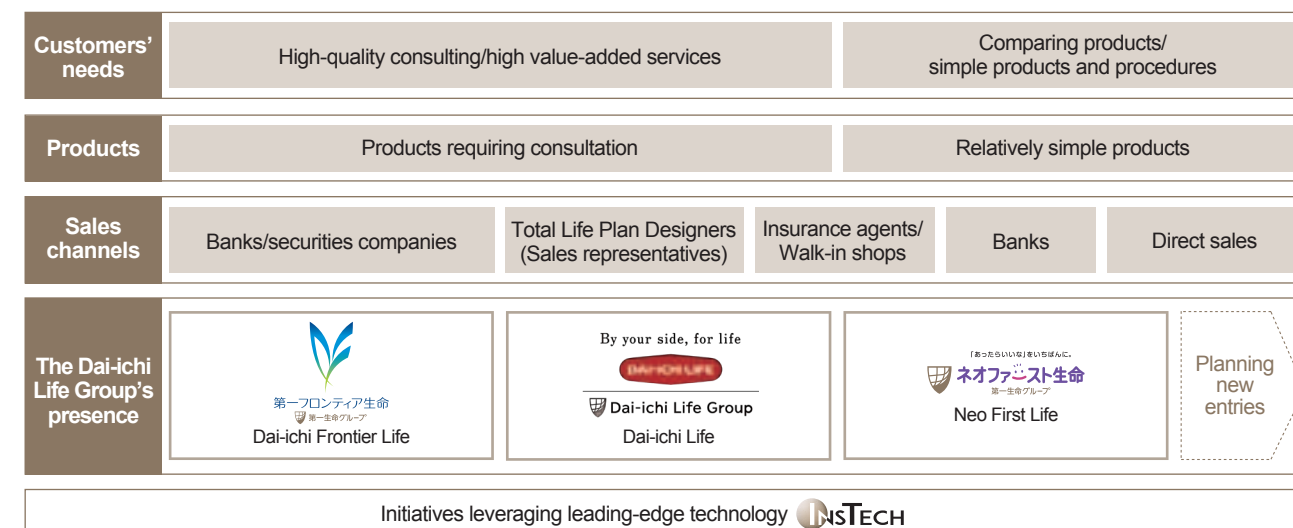 Customers’
needs
High-quality consulting/high value-added services
Comparing products/
simple products and procedures
Products
Products requiring consultation
Relatively simple products
Sales
channels
Banks/securities companies
Total Life Plan Designers
(Sales representatives)
Insurance agents/
Walk-in shops
Banks
Direct sales
The Dai-ichi
Life Group’s
presence
第一フロンティア生命
第一生命グループ
Dai-ichi Frontier Life
By your side, for life
DAI-ICHI LIFE
Dai-ichi Life Group
Dai-ichi Life
「あったらいいな」をいちばんに。
ネオファースト生命
第一生命グループ
Neo First Life
Planning
new
entries
Initiatives leveraging leading-edge technology INSTECH